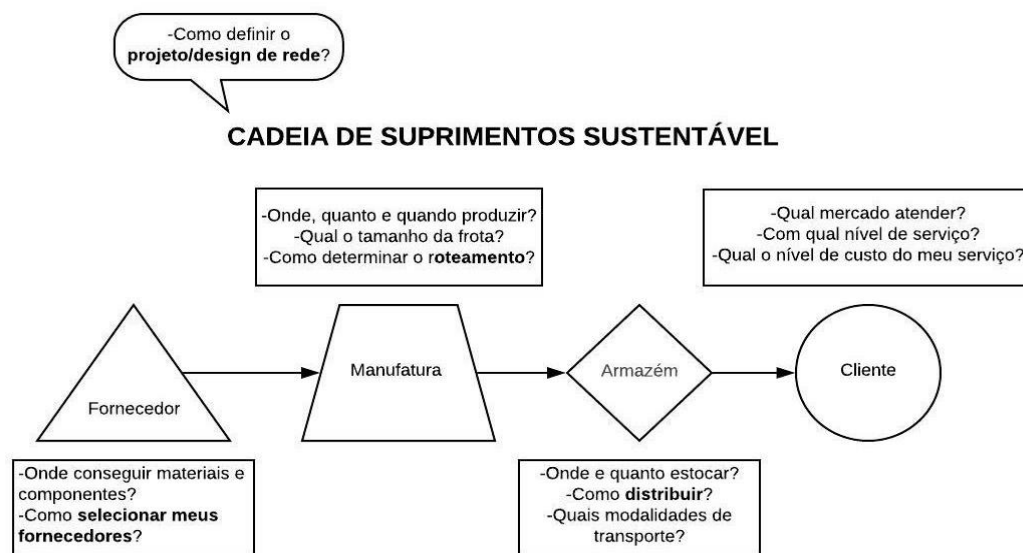 -Como definir o
projeto/design de rede?
CADEIA DE SUPRIMENTOS SUSTENTÁVEL
-Onde, quanto e quando produzir?
-Qual o tamanho da frota?
-Como determinar o roteamento?
-Qual mercado atender?
-Com qual nível de serviço?
-Qual o nível de custo do meu serviço?
Fornecedor
Manufatura
Armazém
Cliente
-Onde conseguir materiais e
componentes?
-Como selecionar meus
fornecedores?
-Onde e quanto estocar?
-Como distribuir?
-Quais modalidades de
transporte?